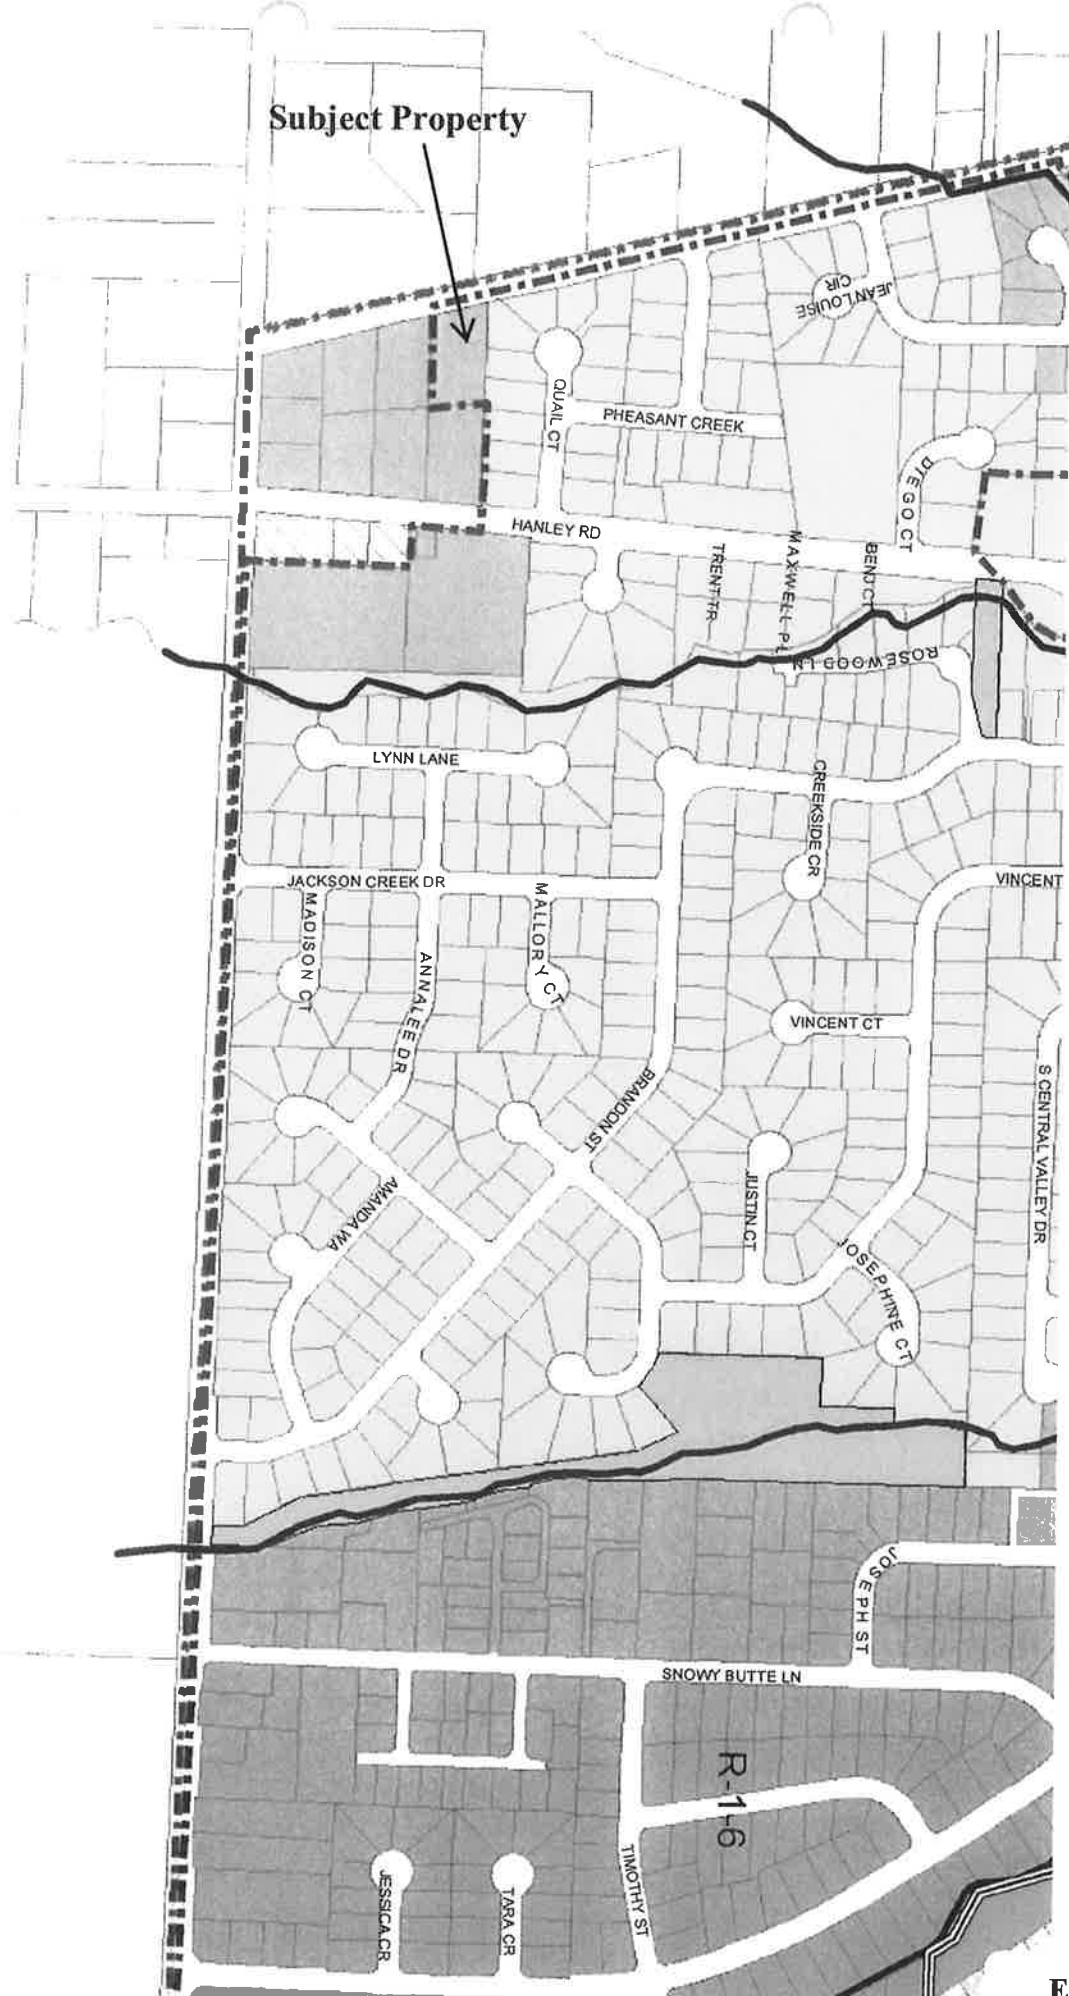 Subject Property
JEAN LOUISE
CIR
QUAIL CT
PHEASANT CREEK
DIEGO CT
HANLEY RD
TRENT TR
MAXWELL PL
BENJ CT
ROSEWOOD LN
LYNN LANE
CREEKSIDE CR
JACKSON CREEK DR
VINCENT
MADISON CT
MALLORY CT
ANNALEE DR
VINCENT CT
BRANDON ST
S CENTRAL VALLEY DR
AMANDA WA
JUSTIN CT
JOSEPHINE CT
JOSEPH ST
SNOWY BUTTE LN
R-1-6
TIMOTHY ST
JESSICA CR
TARA CR
E